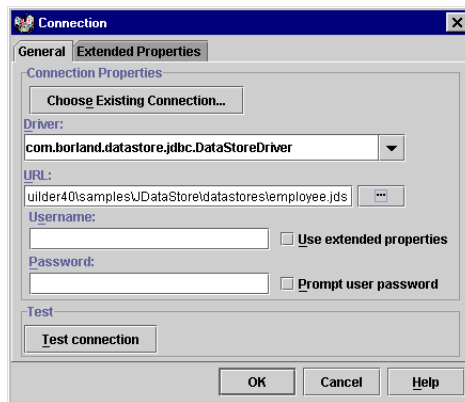 Connection
General Extended Properties
Connection Properties
Choose Existing Connection...
Driver:
com.borland.datastore.jdbc.DataStoreDriver
URL:
uilder40\samples\JDataStore\datastores\employee.jds ...
Username:
Use extended properties
Password:
Prompt user password
Test
Test connection
OK Cancel Help